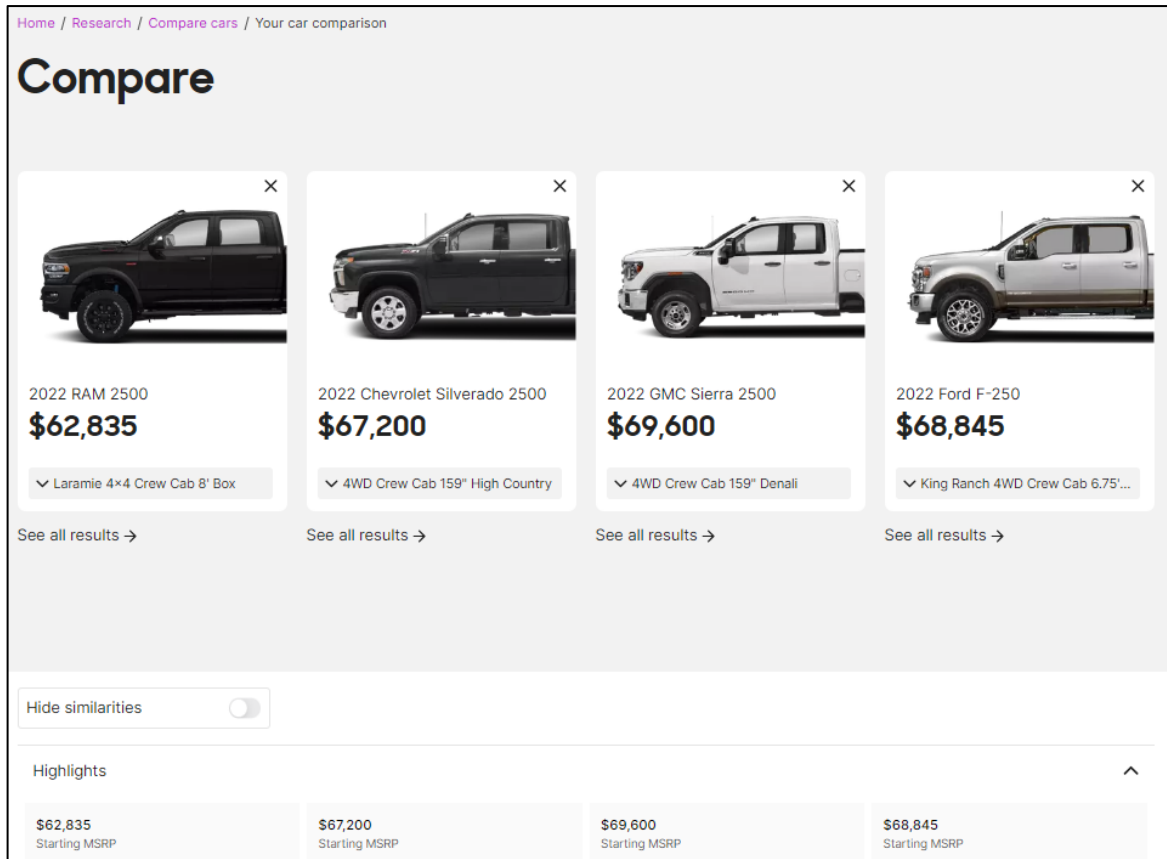 Home / Research / Compare cars / Your car comparison
Compare
2022 RAM 2500
$62,835
Laramie 4x4 Crew Cab 8' Box
See all results →
2022 Chevrolet Silverado 2500
$67,200
4WD Crew Cab 159" High Country
See all results →
2022 GMC Sierra 2500
$69,600
4WD Crew Cab 159" Denali
See all results →
2022 Ford F-250
$68,845
King Ranch 4WD Crew Cab 6.75'...
See all results →
Hide similarities
Highlights
$62,835
Starting MSRP
$67,200
Starting MSRP
$69,600
Starting MSRP
$68,845
Starting MSRP